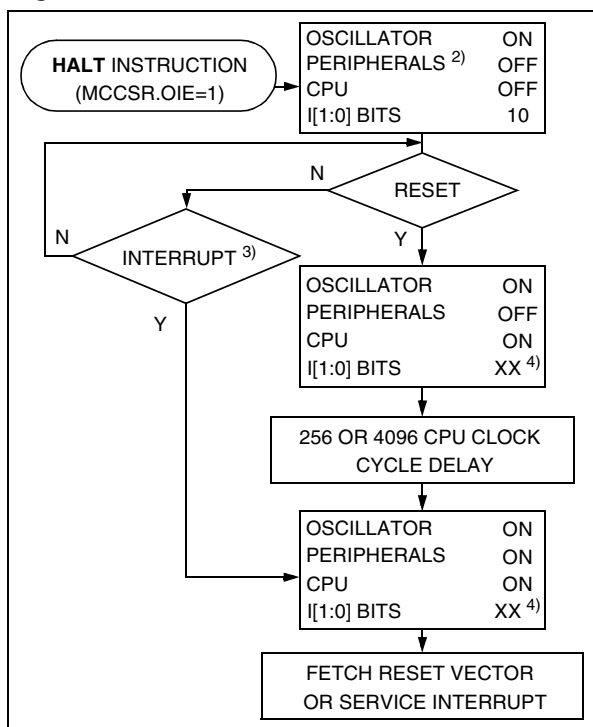 HALT INSTRUCTION
(MCCSR.OIE=1)
OSCILLATOR ON
PERIPHERALS 2) OFF
CPU OFF
I[1:0] BITS 10
RESET
N
Y
INTERRUPT 3)
N
Y
OSCILLATOR ON
PERIPHERALS OFF
CPU ON
I[1:0] BITS XX 4)
256 OR 4096 CPU CLOCK
CYCLE DELAY
OSCILLATOR ON
PERIPHERALS ON
CPU ON
I[1:0] BITS XX 4)
FETCH RESET VECTOR
OR SERVICE INTERRUPT